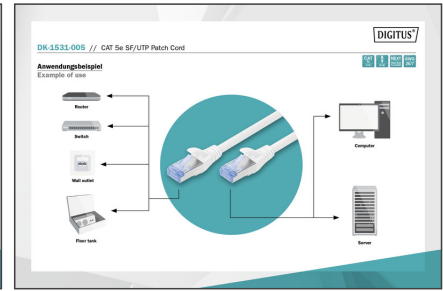 DIGITUS®
DK-1531-005 // CAT 5e SF/UTP Patch Cord
Anwendungsbeispiel
Example of use
Router
Switch
Wall outlet
Floor tank
Computer
Server